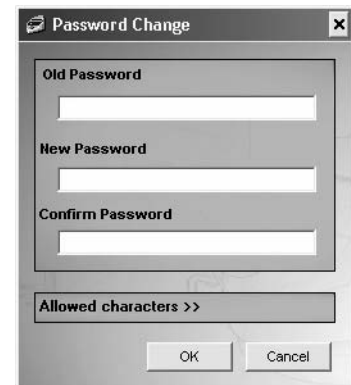 Password Change
Old Password
New Password
Confirm Password
Allowed characters >>
OK Cancel